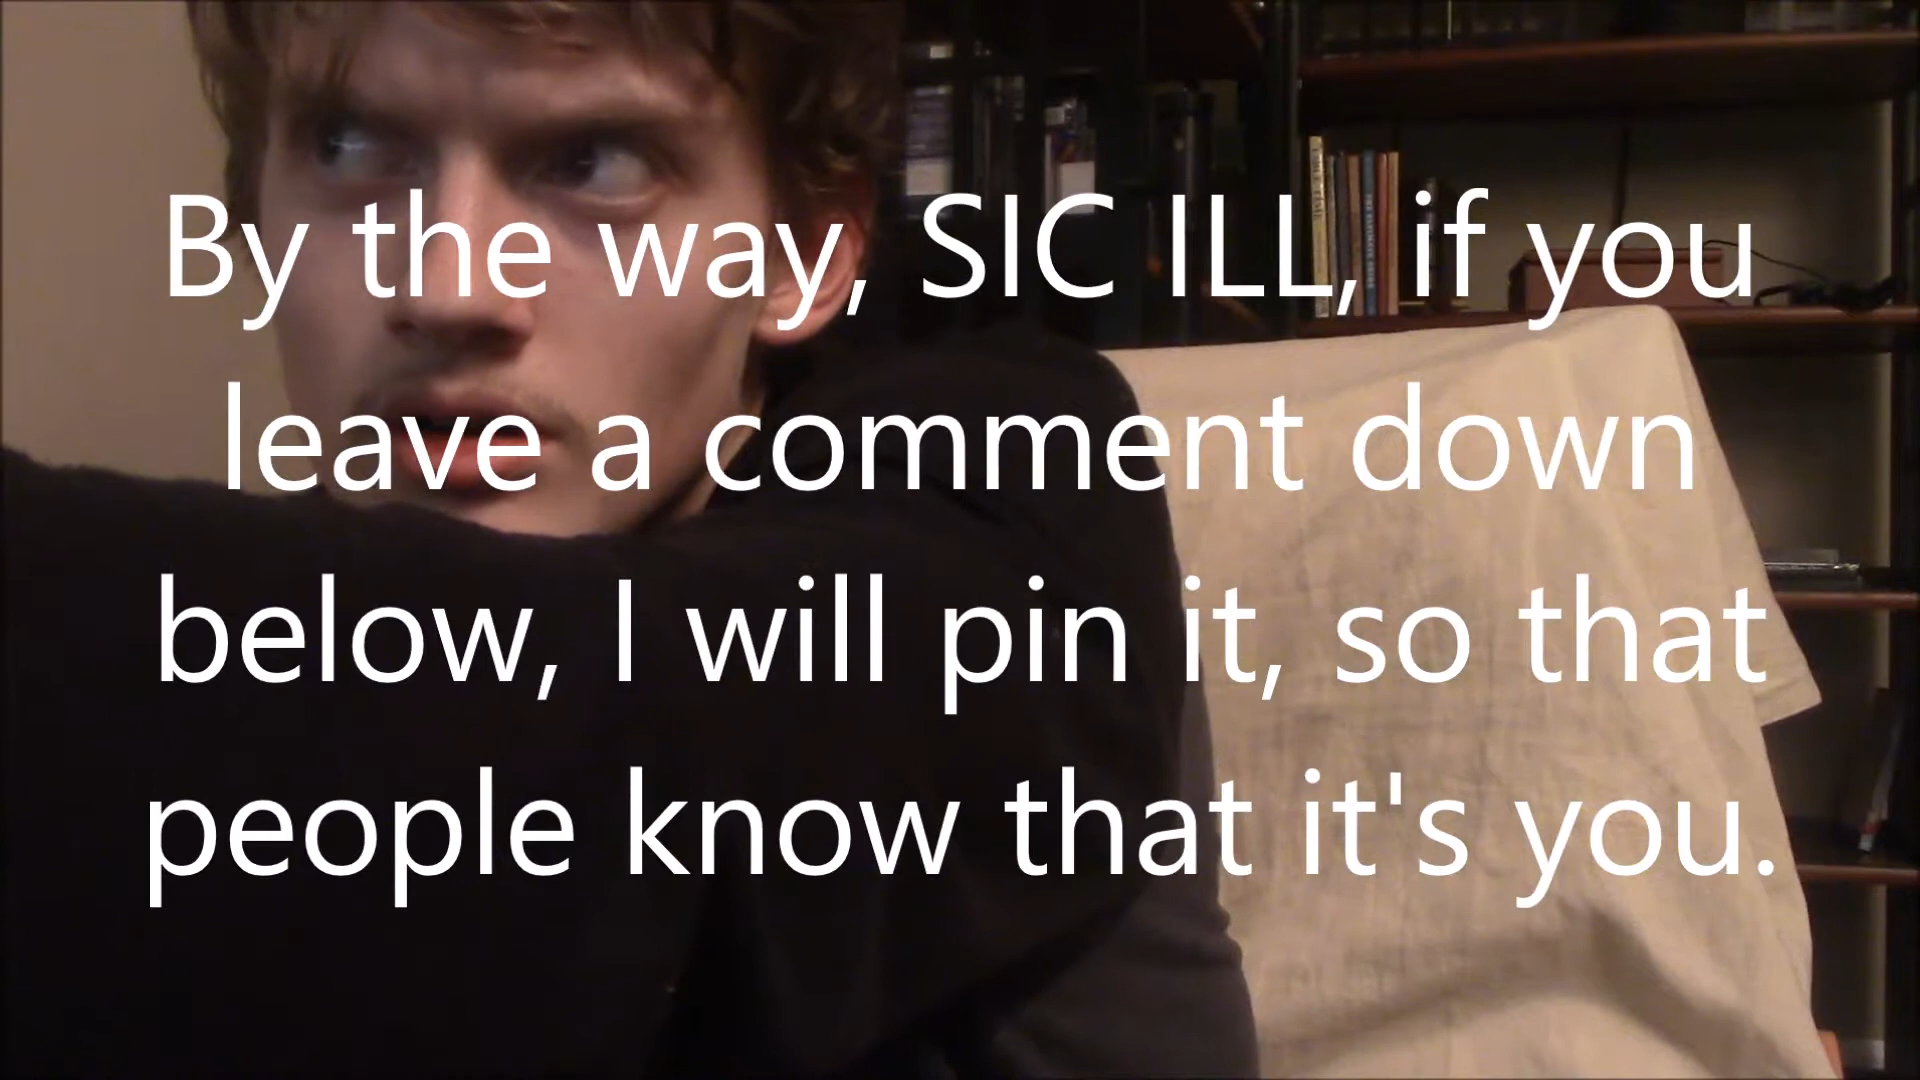 By the way, SIC ILL, if you
leave a comment down
below, I will pin it, so that
people know that it's you.